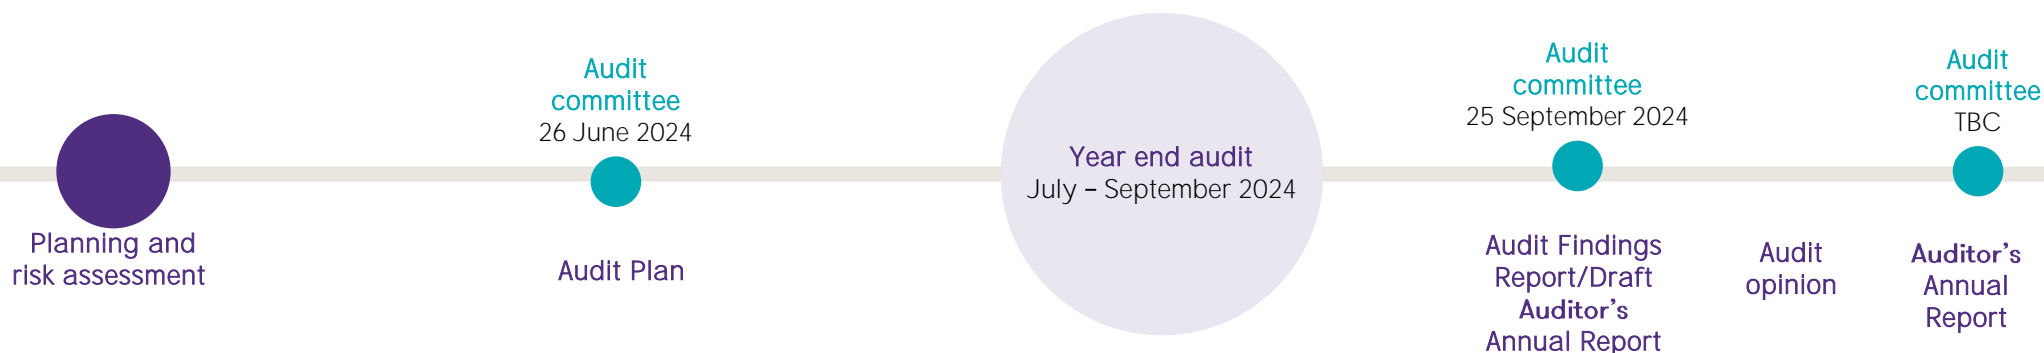 Planning and
risk assessment
Audit
committee
26 June 2024
Audit Plan
Year end audit
July – September 2024
Audit
committee
25 September 2024
Audit Findings
Report/Draft
Auditor’s
Annual Report
Audit
opinion
Audit
committee
TBC
Auditor’s
Annual
Report